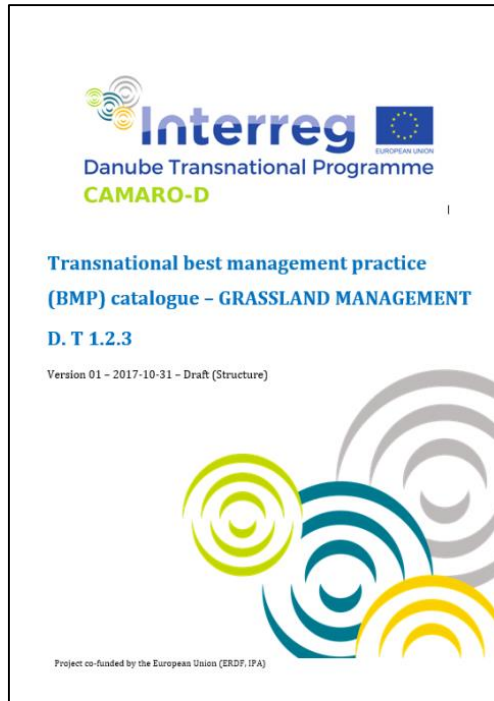 Interreg
EUROPEAN UNION
Danube Transnational Programme
CAMARO-D
Transnational best management practice
(BMP) catalogue – GRASSLAND MANAGEMENT
D. T 1.2.3
Version 01 – 2017-10-31 – Draft (Structure)
Project co-funded by the European Union (ERDF, IPA)